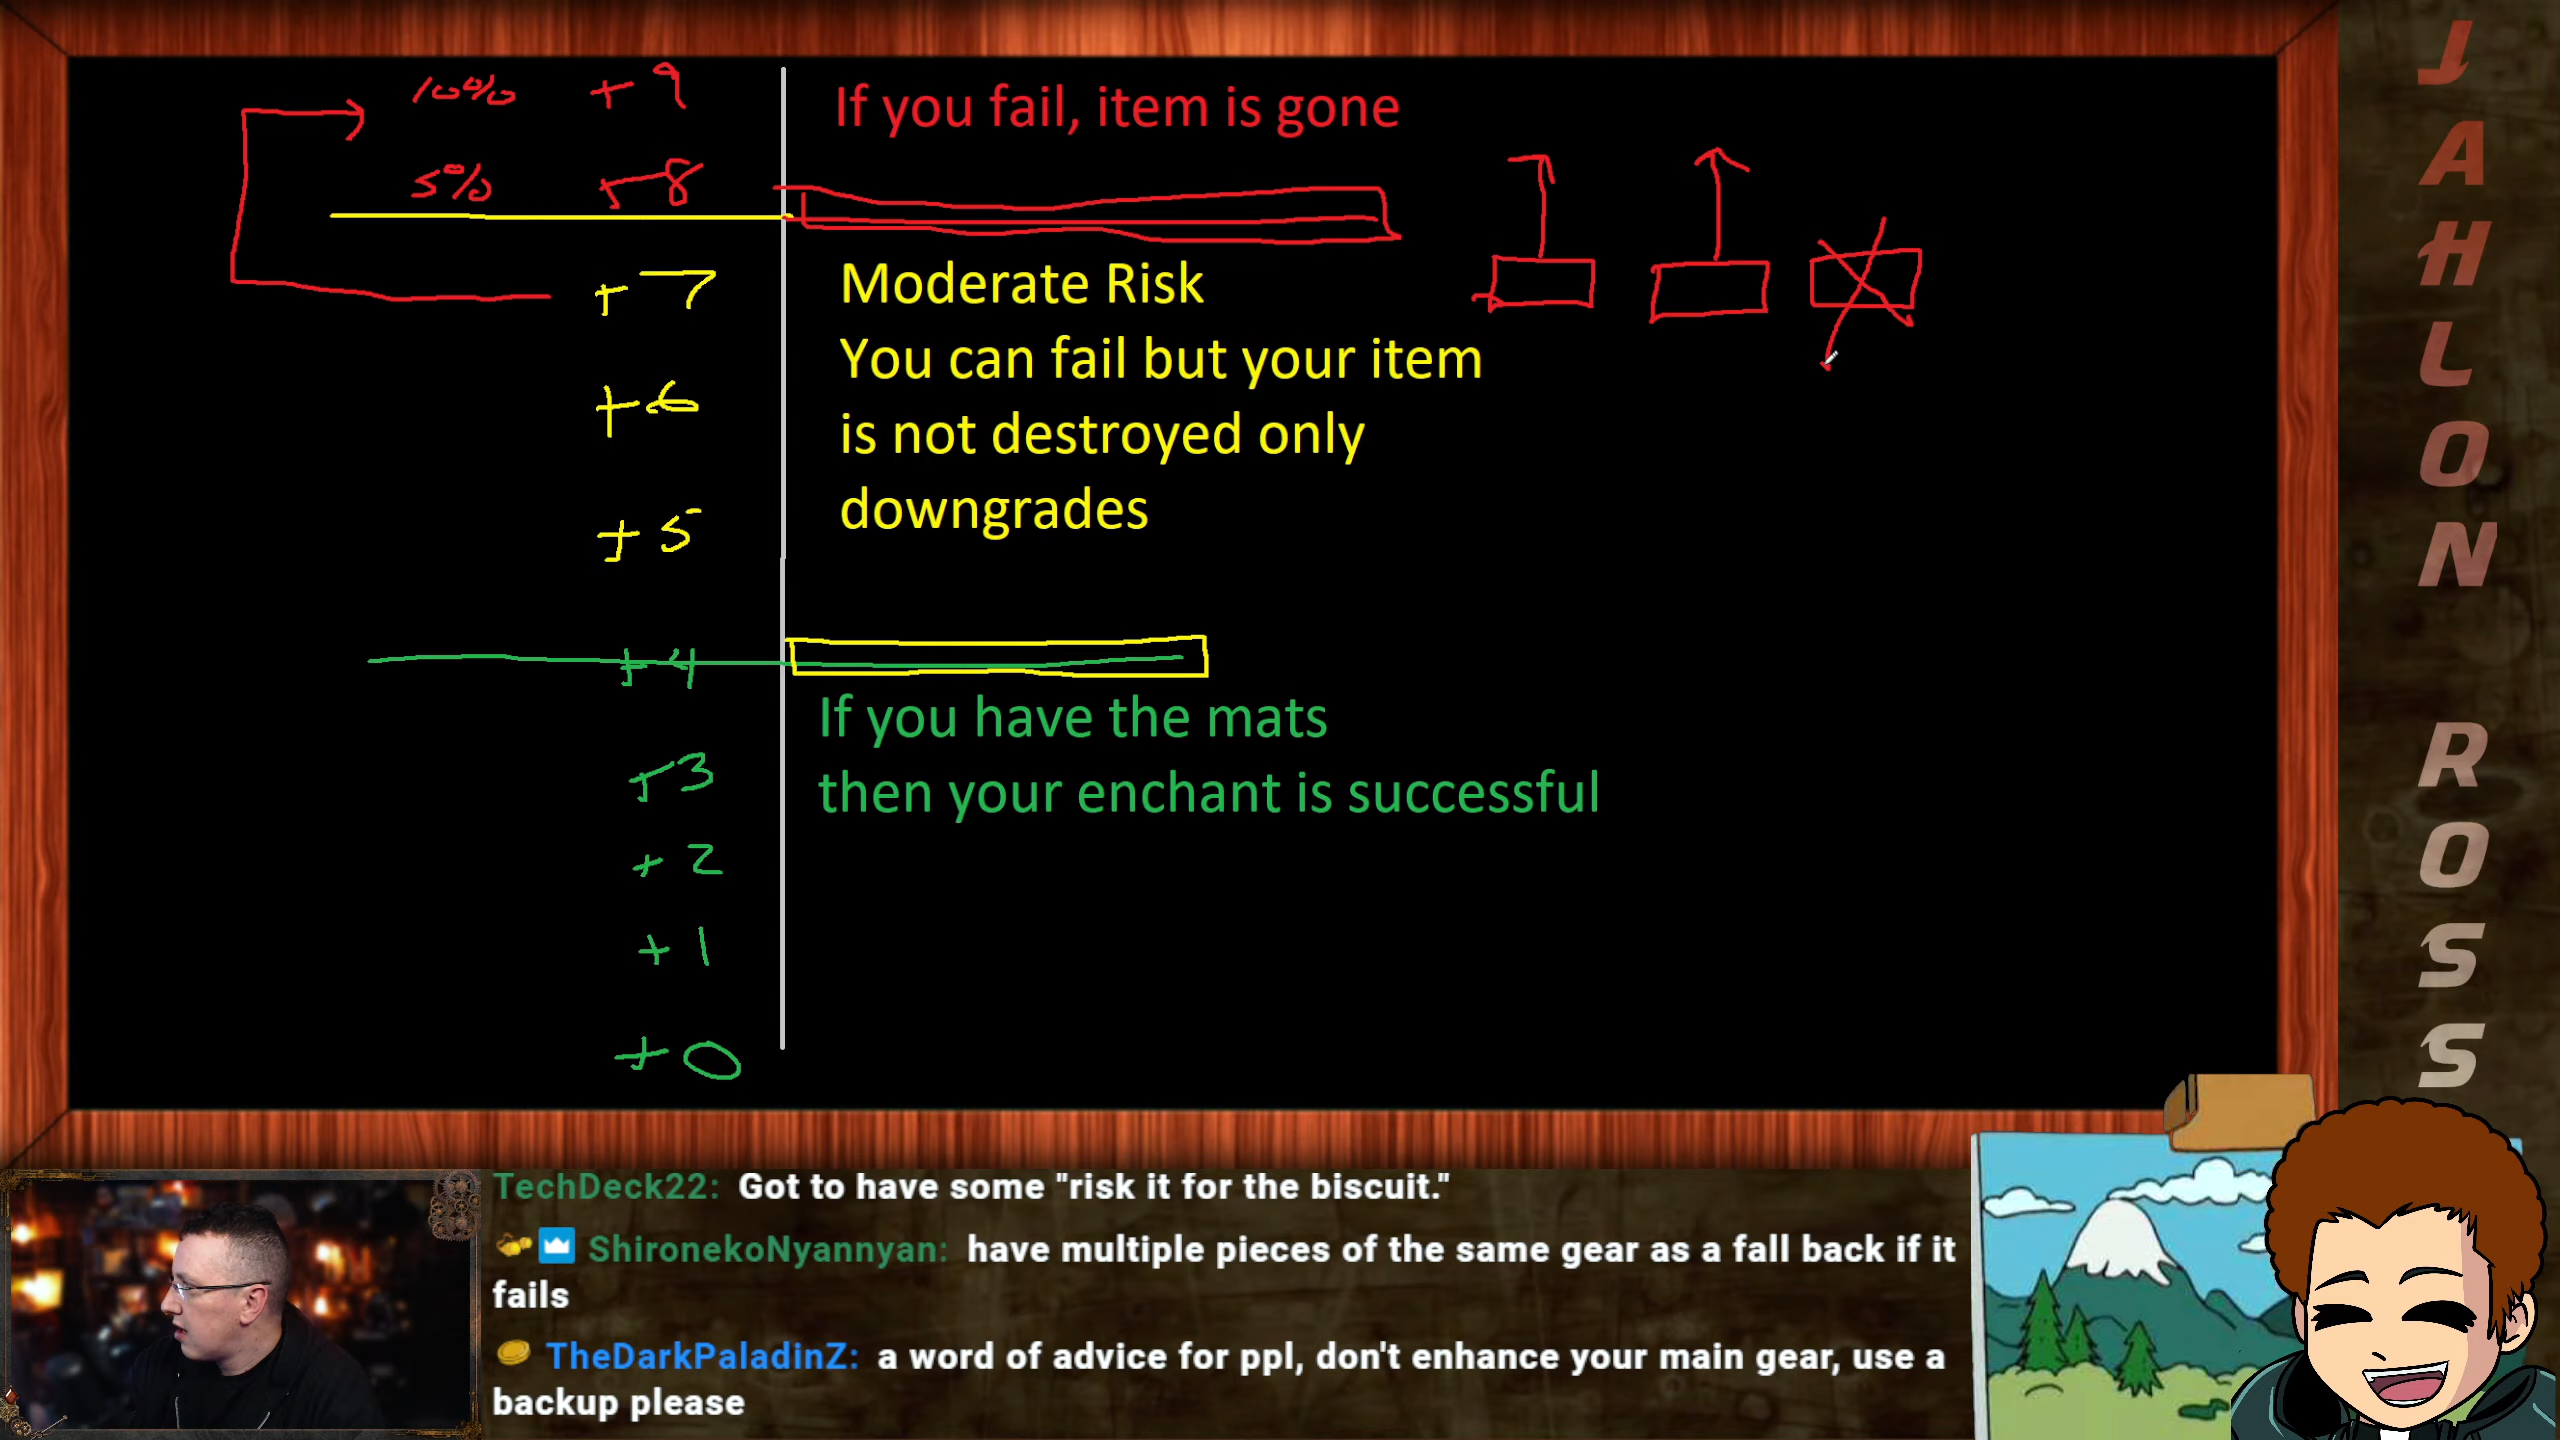 10% +9
If you fail, item is gone
5% +8
+7
Moderate Risk
You can fail but your item
+6
is not destroyed only
downgrades
+5
+4
If you have the mats
+3
then your enchant is successful
+2
+1
+0
JAHLON ROSS
TechDeck22: Got to have some "risk it for the biscuit."
ShironekoNyannyan: have multiple pieces of the same gear as a fall back if it
fails
TheDarkPaladinZ: a word of advice for ppl, don't enhance your main gear, use a
backup please